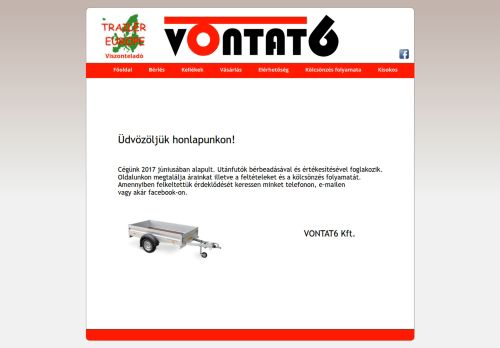 TRAILER
EUROPE
Viszonteladó
VONTAT6
Főoldal Bérlés Kellékek Vásárlás Elérhetőség Kölcsönzés folyamata Kisokos
Üdvözöljük honlapunkon!
Cégünk 2017 júniusában alapult. Utánfutók bérbeadásával és értékesítésével foglakozik.
Oldalunkon megtalálja árainkat illetve a feltételeket és a kölcsönzés folyamatát.
Amennyiben felkeltettük érdeklődését keressen minket telefonon, e-mailen
vagy akár facebook-on.
VONTAT6 Kft.